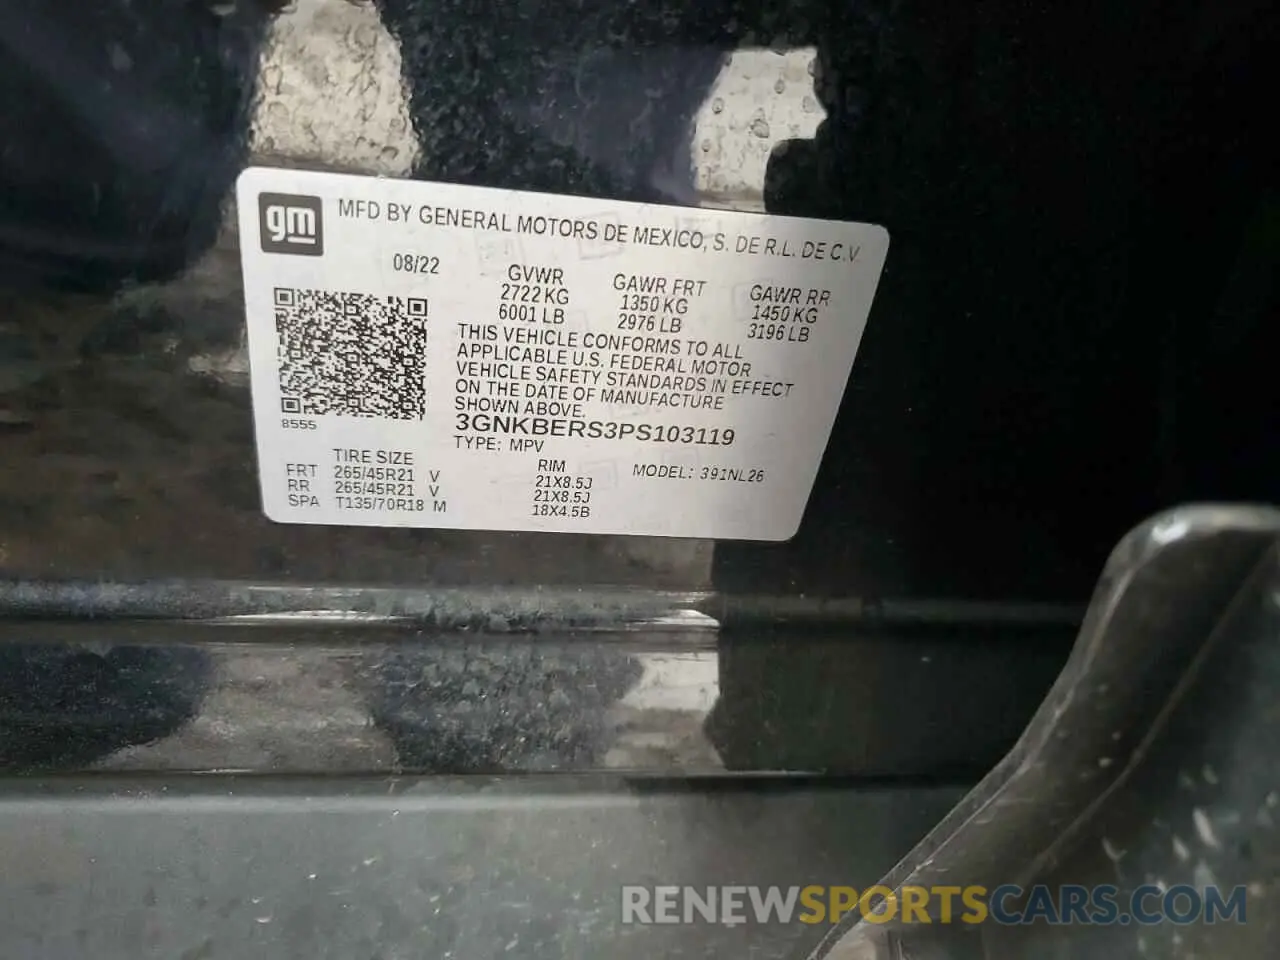 gm MFD BY GENERAL MOTORS DE MEXICO, S. DE R.L. DE C.V.
08/22 GVWR GAWR FRT GAWR RR
2722 KG 1350 KG 1450 KG
6001 LB 2976 LB 3196 LB
THIS VEHICLE CONFORMS TO ALL
APPLICABLE U.S. FEDERAL MOTOR
VEHICLE SAFETY STANDARDS IN EFFECT
ON THE DATE OF MANUFACTURE
SHOWN ABOVE.
8555
3GNKBERS3PS103119
TYPE: MPV
TIRE SIZE RIM MODEL: 391NL26
FRT 265/45R21 V 21X8.5J
RR 265/45R21 V 21X8.5J
SPA T135/70R18 M 18X4.5B
RENEWSPORTSCARS.COM